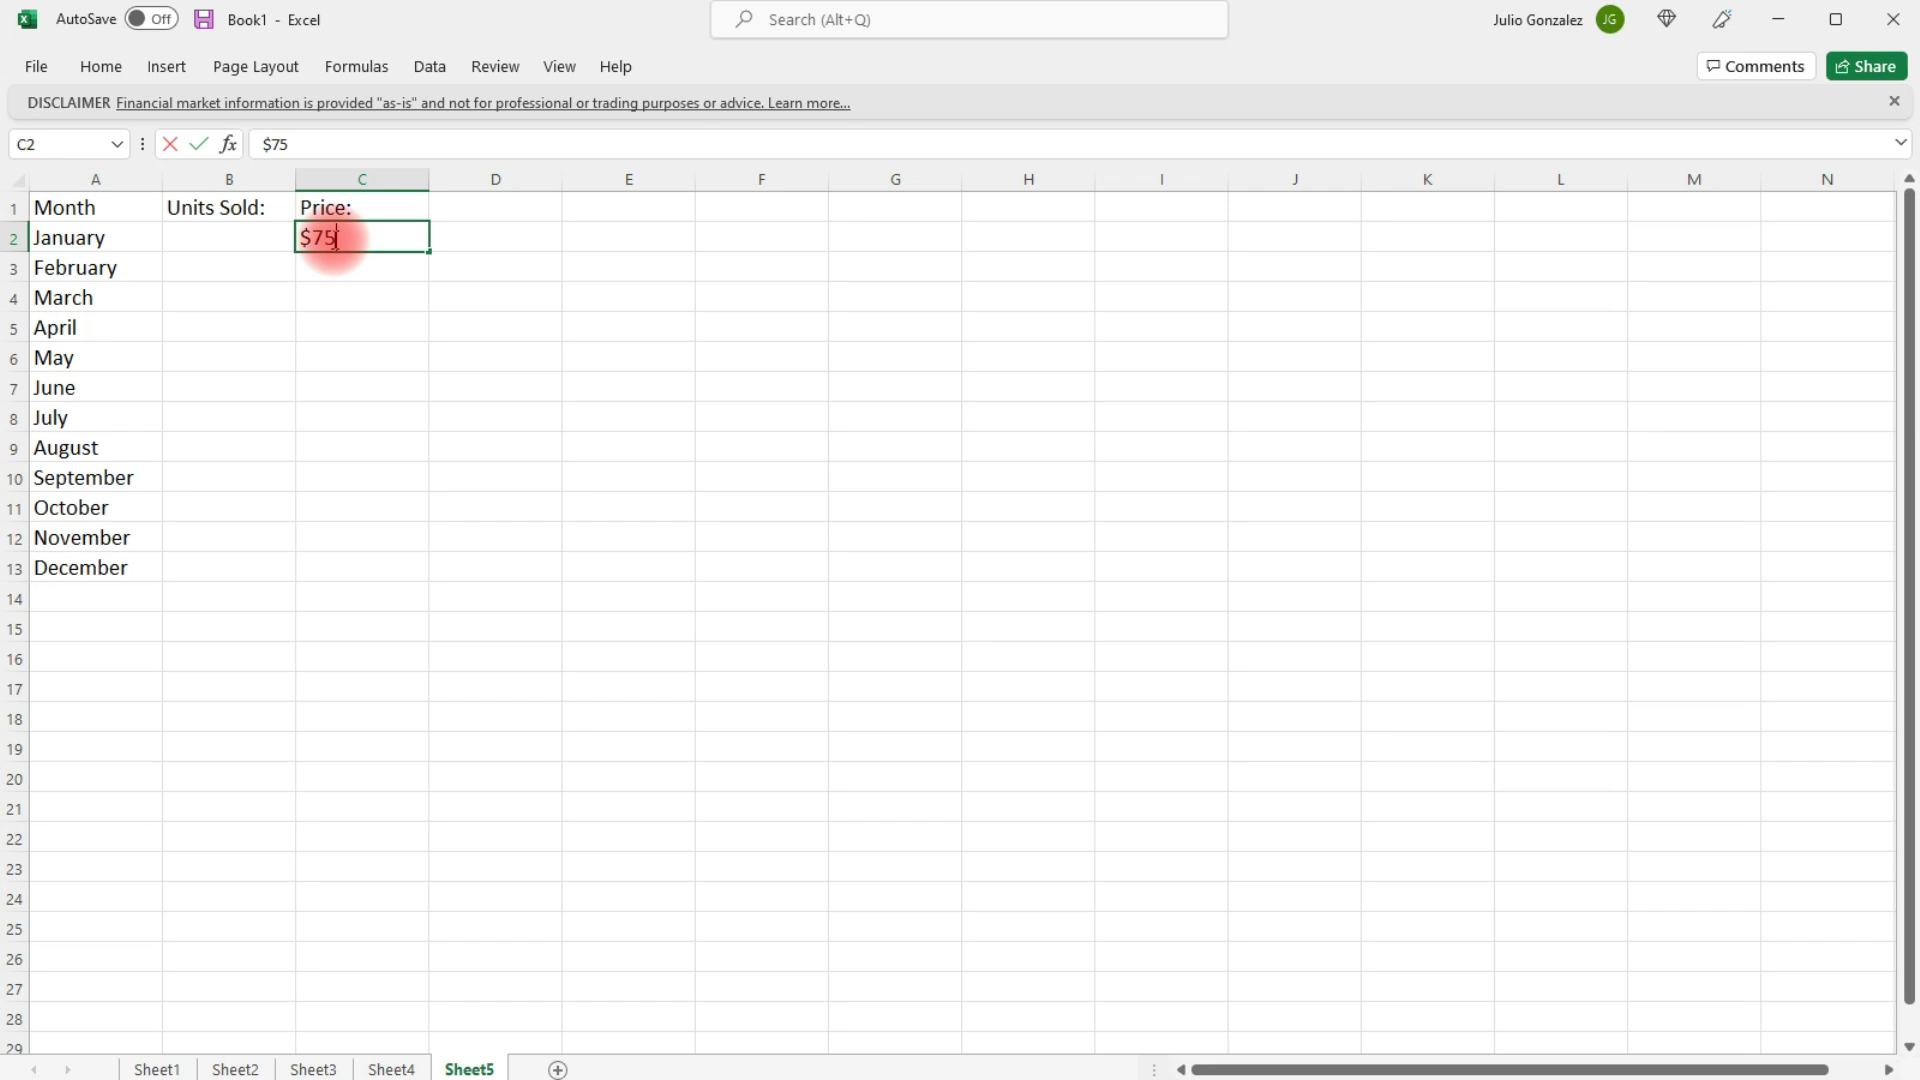 AutoSave Off Book1 - Excel Search (Alt+Q) Julio Gonzalez JG
File Home Insert Page Layout Formulas Data Review View Help Comments Share
DISCLAIMER Financial market information is provided "as-is" and not for professional or trading purposes or advice. Learn more...
C2 fx $75
A B C D E F G H I J K L M N
1 Month Units Sold: Price:
2 January $75
3 February
4 March
5 April
6 May
7 June
8 July
9 August
10 September
11 October
12 November
13 December
14
15
16
17
18
19
20
21
22
23
24
25
26
27
28
29
Sheet1 Sheet2 Sheet3 Sheet4 Sheet5